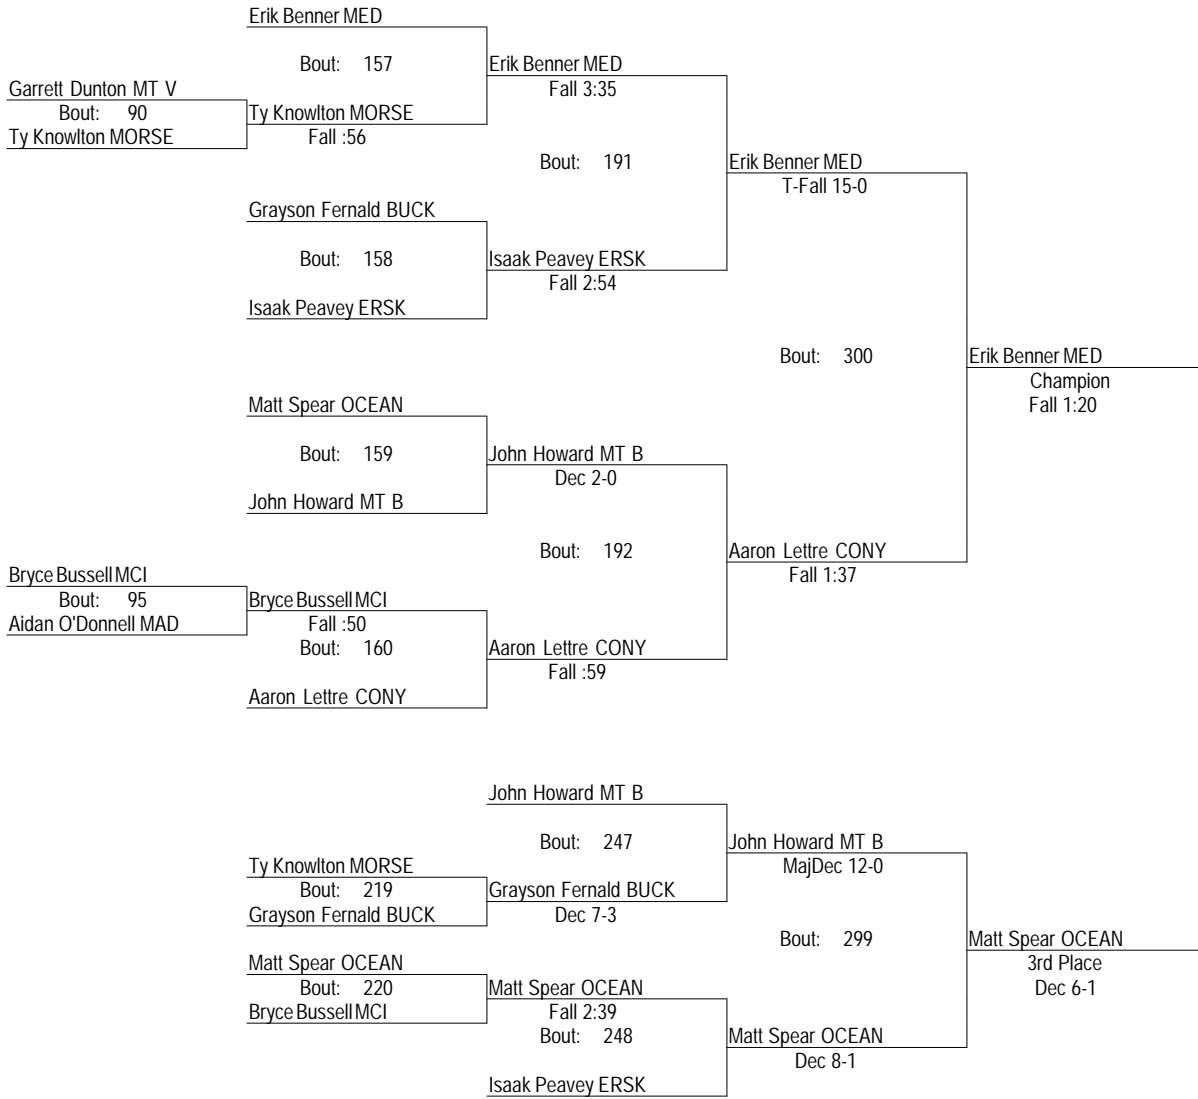 Erik Benner MED
Bout: 157
Erik Benner MED
Garrett Dunton MT V
Fall 3:35
Bout: 90
Ty Knowlton MORSE
Ty Knowlton MORSE
Fall :56
Bout: 191
Erik Benner MED
T-Fall 15-0
Grayson Fernald BUCK
Bout: 158
Isaak Peavey ERSK
Fall 2:54
Isaak Peavey ERSK
Bout: 300
Erik Benner MED
Champion
Fall 1:20
Matt Spear OCEAN
Bout: 159
John Howard MT B
Dec 2-0
John Howard MT B
Bout: 192
Aaron Lettre CONY
Fall 1:37
Bryce Bussell MCI
Bout: 95
Bryce Bussell MCI
Aidan O'Donnell MAD
Fall :50
Bout: 160
Aaron Lettre CONY
Fall :59
Aaron Lettre CONY
John Howard MT B
Bout: 247
John Howard MT B
MajDec 12-0
Ty Knowlton MORSE
Bout: 219
Grayson Fernald BUCK
Grayson Fernald BUCK
Dec 7-3
Bout: 299
Matt Spear OCEAN
3rd Place
Dec 6-1
Matt Spear OCEAN
Bout: 220
Matt Spear OCEAN
Bryce Bussell MCI
Fall 2:39
Bout: 248
Matt Spear OCEAN
Dec 8-1
Isaak Peavey ERSK